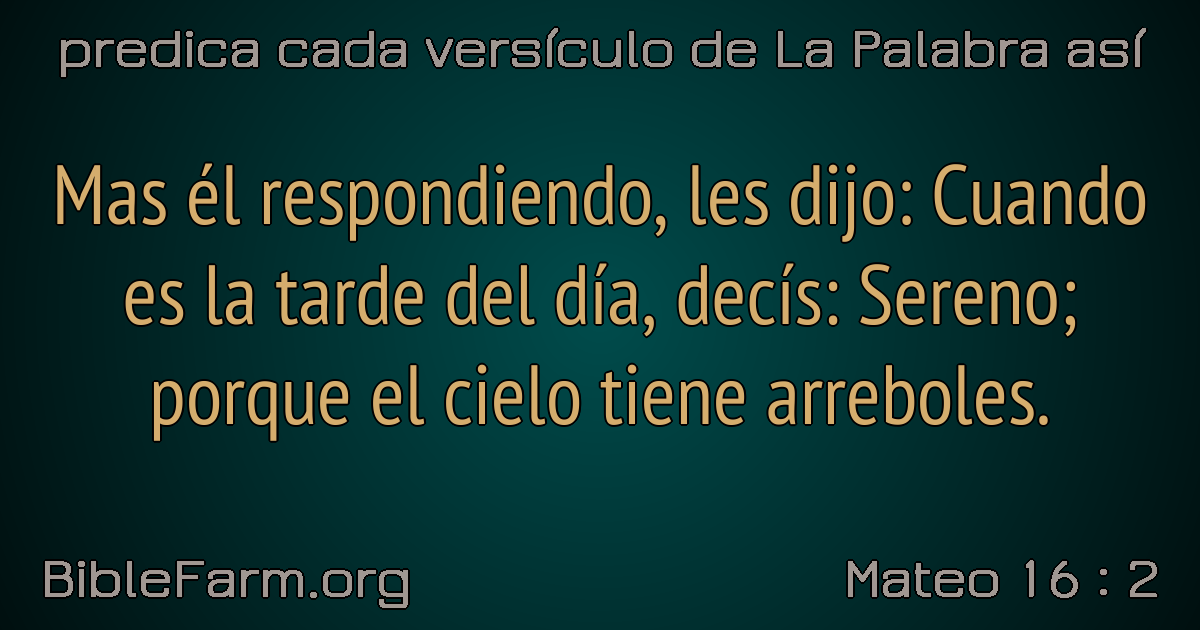 predica cada versículo de La Palabra así
Mas él respondiendo, les dijo: Cuando
es la tarde del día, decís: Sereno;
porque el cielo tiene arreboles.
BibleFarm.org
Mateo 16 : 2